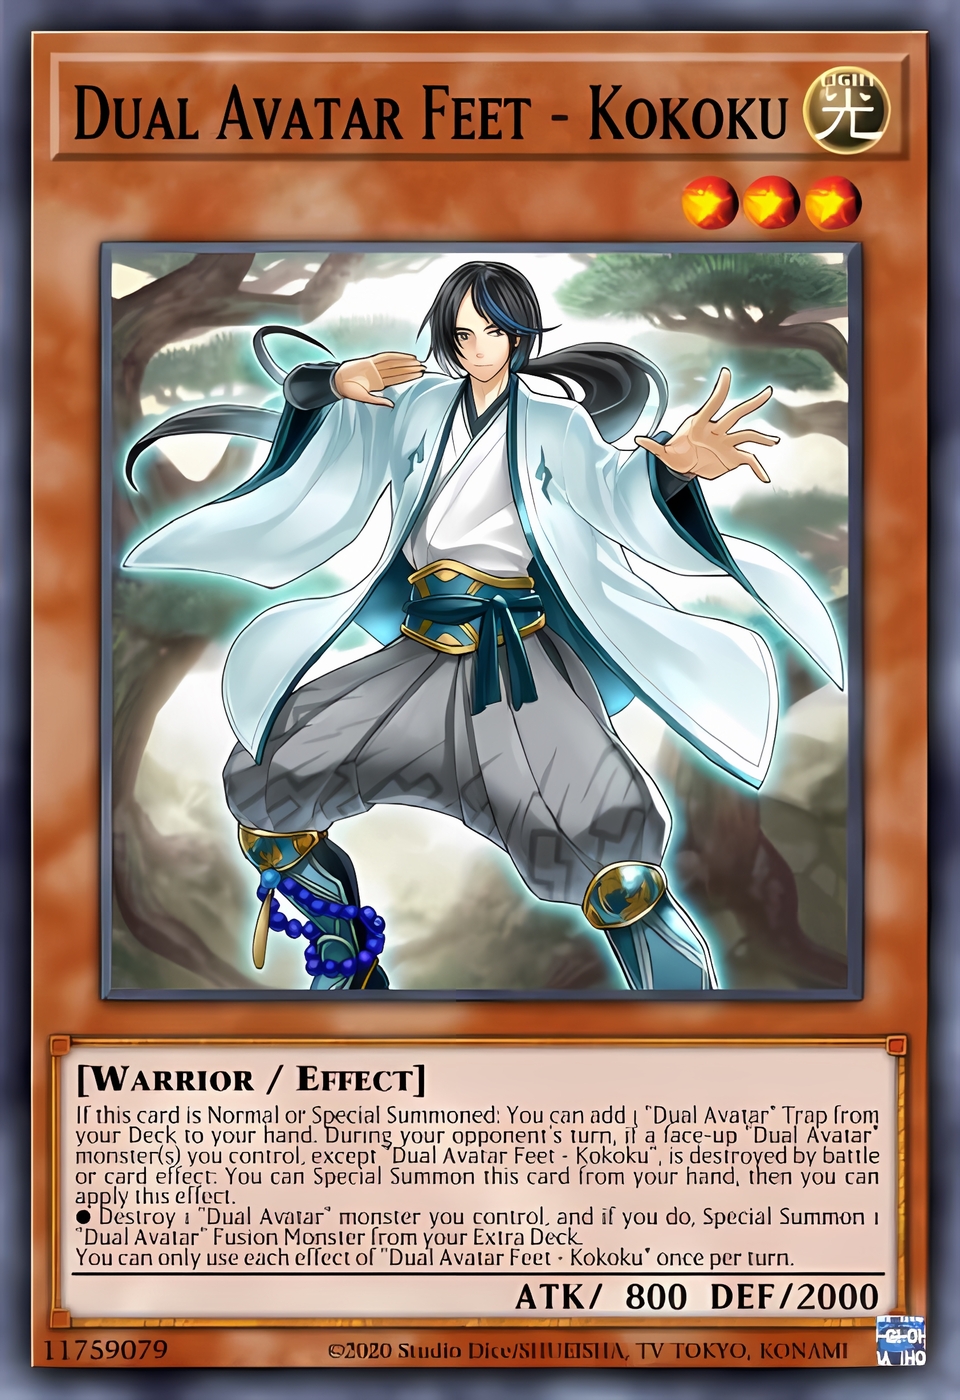 DUAL AVATAR FEET - KOKOKU
光
[WARRIOR / EFFECT]
If this card is Normal or Special Summoned: You can add 1 "Dual Avatar" Trap from
your Deck to your hand. During your opponent's turn, if a face-up "Dual Avatar"
monster(s) you control, except "Dual Avatar Feet - Kokoku", is destroyed by battle
or card effect: You can Special Summon this card from your hand, then you can
apply this effect.
● Destroy 1 "Dual Avatar" monster you control, and if you do, Special Summon 1
"Dual Avatar" Fusion Monster from your Extra Deck.
You can only use each effect of "Dual Avatar Feet - Kokoku" once per turn.
ATK/ 800 DEF/2000
11759079
©2020 Studio Dice/SHUEISHA, TV TOKYO, KONAMI